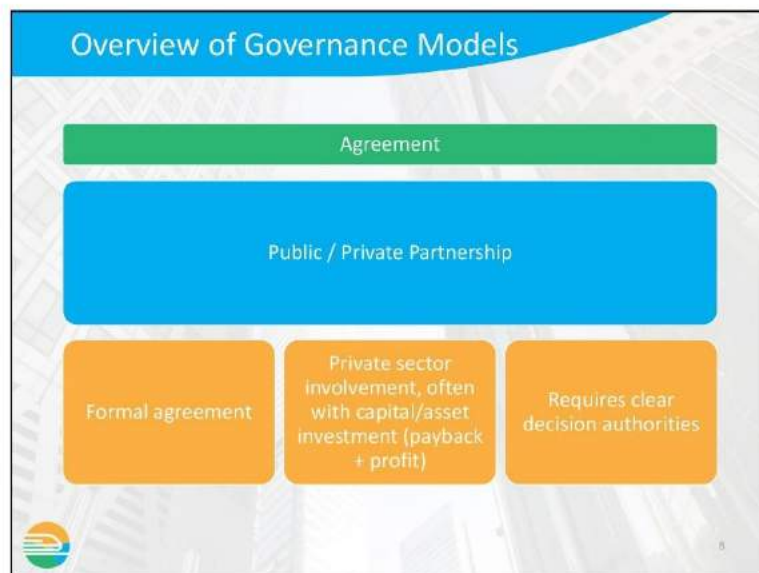 Overview of Governance Models
Agreement
Public / Private Partnership
Formal agreement
Private sector
involvement, often
with capital/asset
investment (payback
+ profit)
Requires clear
decision authorities
8